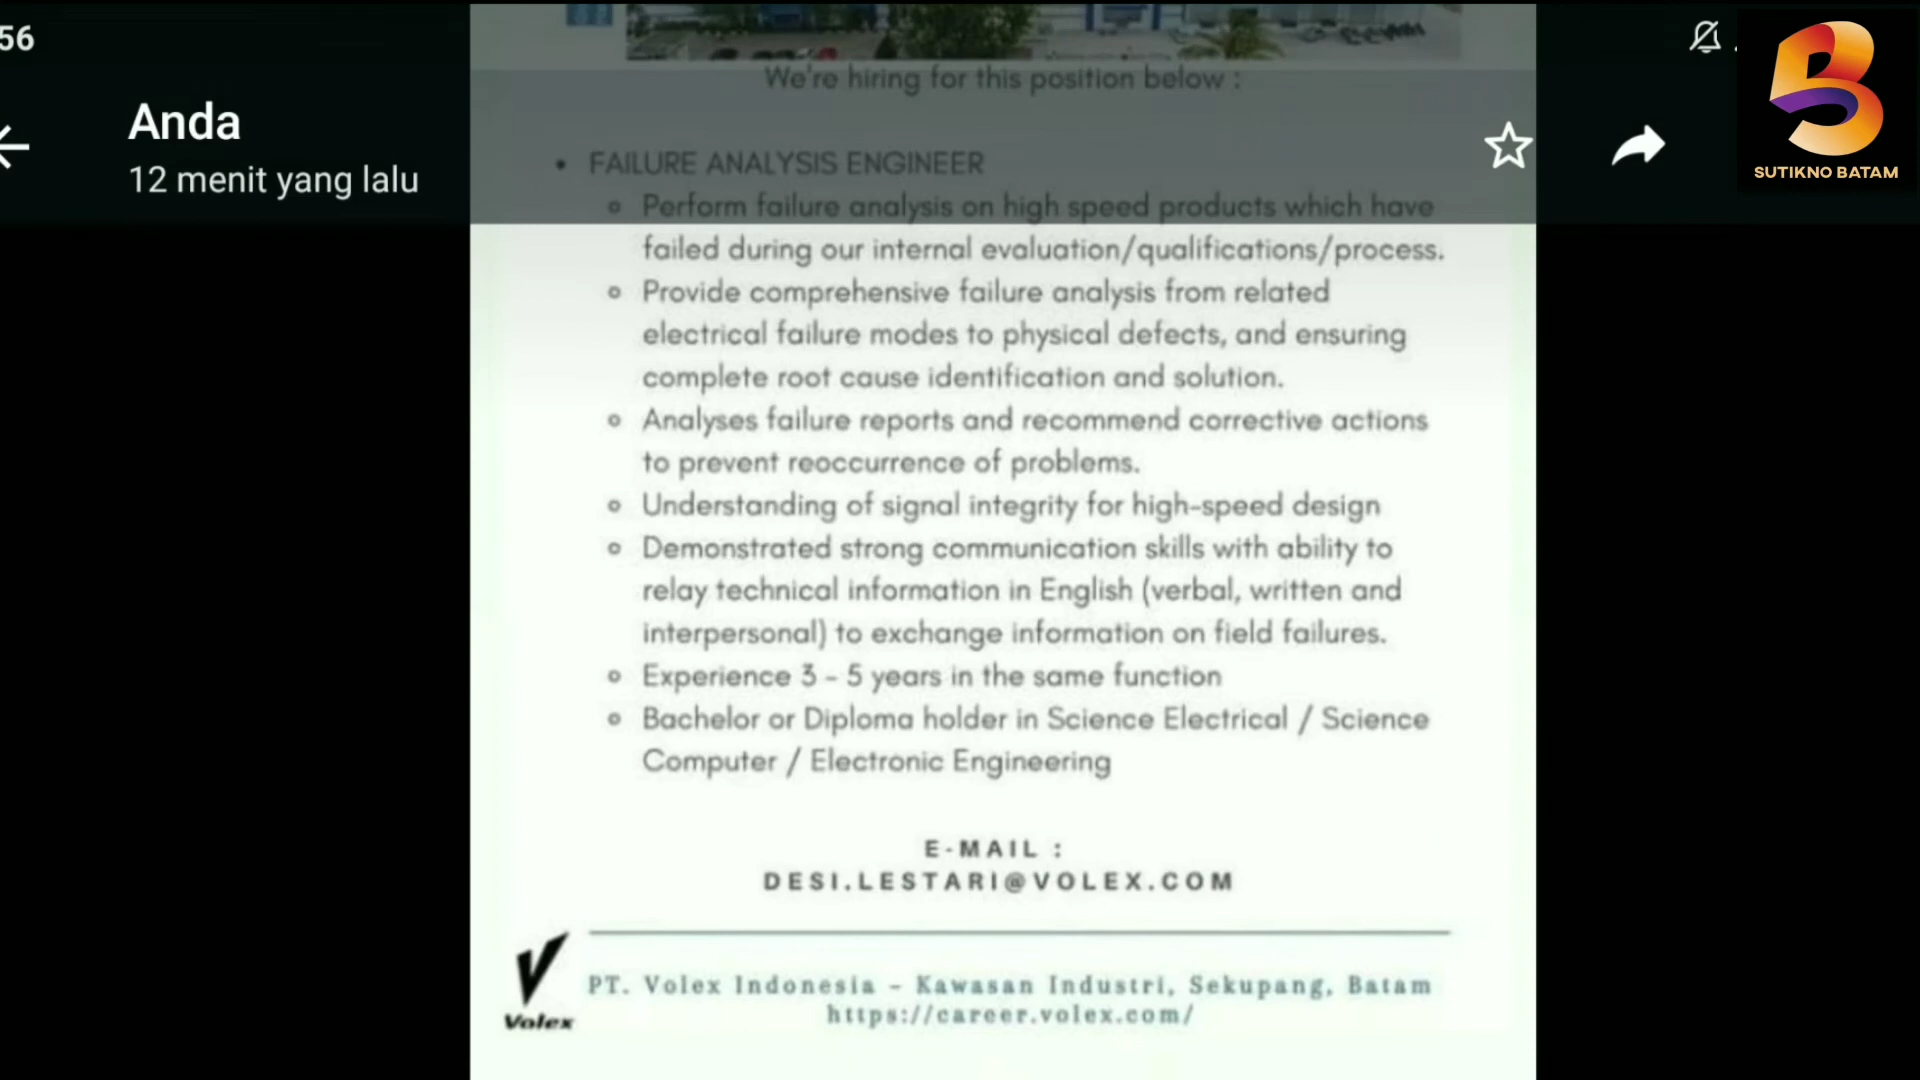 56
Anda
12 menit yang lalu
SUTIKNO BATAM
We're hiring for this position below :
• FAILURE ANALYSIS ENGINEER
Perform failure analysis on high speed products which have
failed during our internal evaluation/qualifications/process.
Provide comprehensive failure analysis from related
electrical failure modes to physical defects, and ensuring
complete root cause identification and solution.
Analyses failure reports and recommend corrective actions
to prevent reoccurrence of problems.
Understanding of signal integrity for high-speed design
Demonstrated strong communication skills with ability to
relay technical information in English (verbal, written and
interpersonal) to exchange information on field failures.
Experience 3 - 5 years in the same function
Bachelor or Diploma holder in Science Electrical / Science
Computer / Electronic Engineering
E-MAIL :
DESI.LESTARI@VOLEX.COM
Volex
PT. Volex Indonesia - Kawasan Industri, Sekupang, Batam
https://career.volex.com/